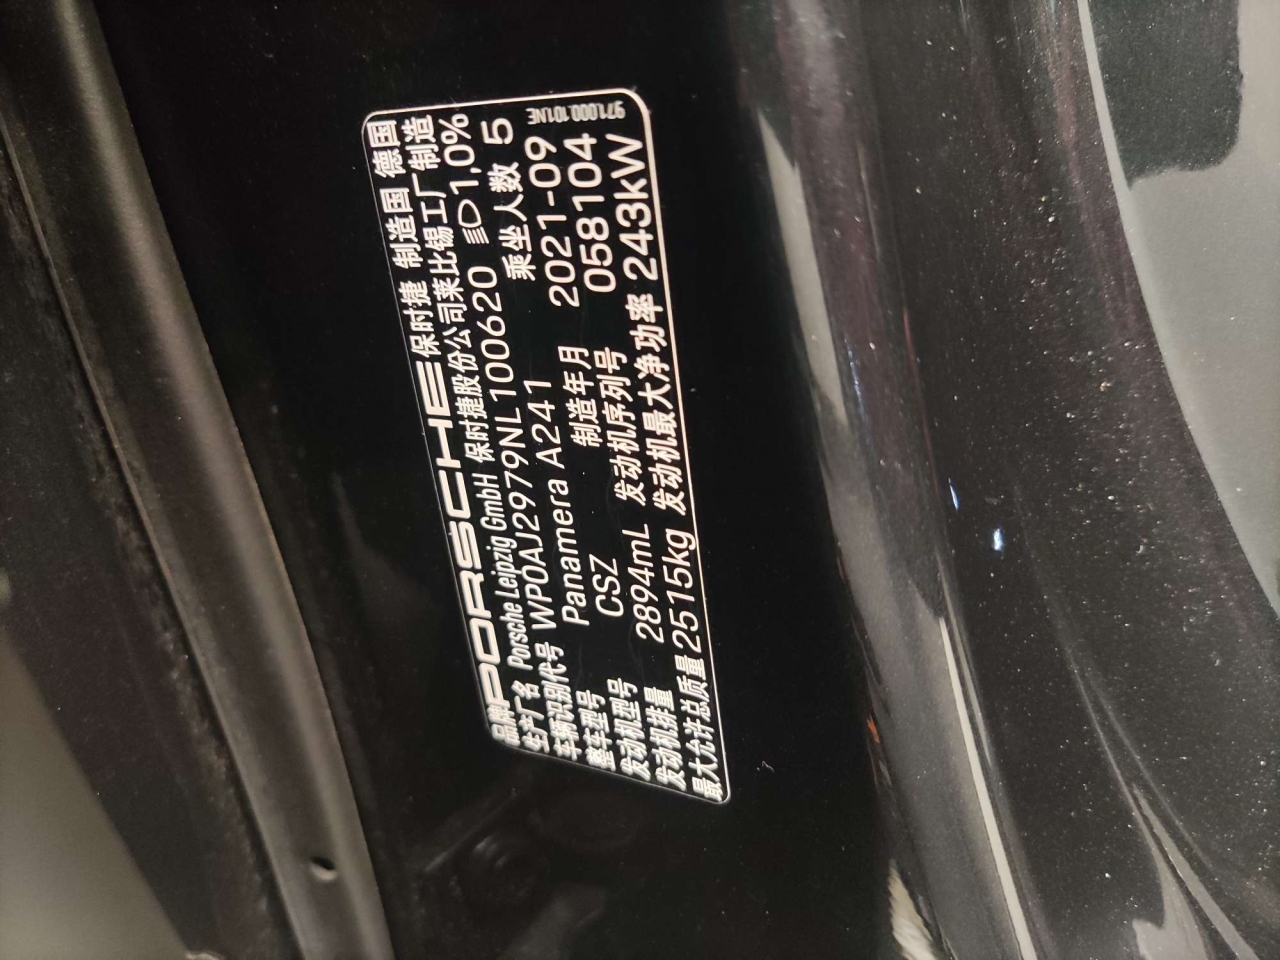 品牌 PORSCHE 保时捷 制造国 德国
生产厂名 Porsche Leipzig GmbH 保时捷股份公司莱比锡工厂制造
车辆识别代号 WP0AJ2979NL100620 1,0%
整车型号 Panamera A241 乘坐人数 5
发动机型号 CSZ 制造年月 2021-09
发动机排量 2894mL 发动机序列号 058104
最大允许总质量 2515kg 发动机最大净功率 243kW
971.000.101.NE